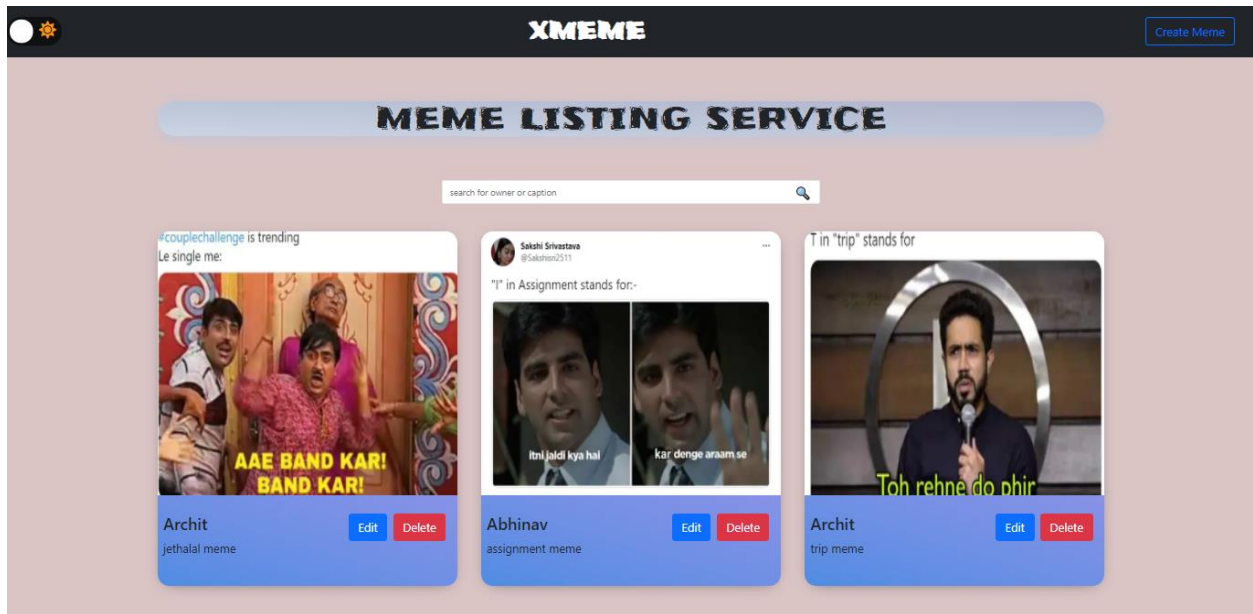 XMEME
Create Meme
MEME LISTING SERVICE
search for owner or caption
#couplechallenge is trending
Le single me:
AAE BAND KAR!
BAND KAR!
Archit
Edit
Delete
jethalal meme
Sakshi Srivastava
@Sakshisri2511
"I" in Assignment stands for:-
itni jaldi kya hai
kar denge araam se
Abhinav
Edit
Delete
assignment meme
T in "trip" stands for
Toh rehne do phir
Archit
Edit
Delete
trip meme